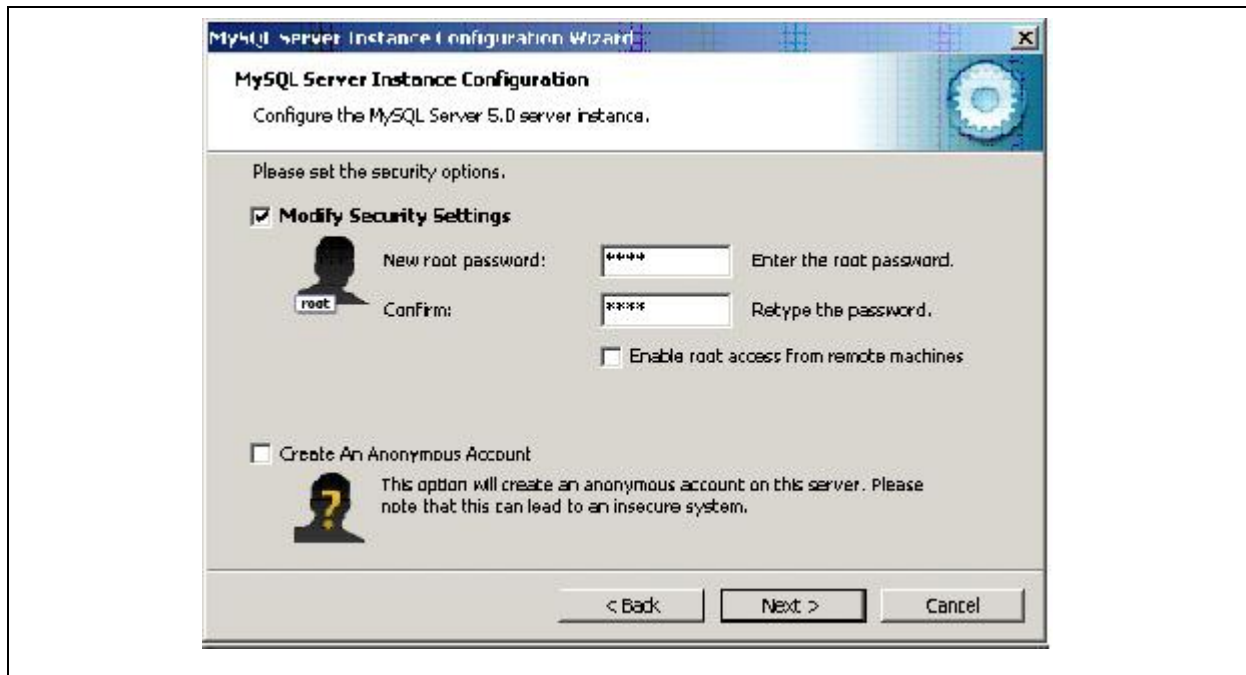 MySQL Server Instance Configuration Wizard
MySQL Server Instance Configuration
Configure the MySQL Server 5.0 server instance.
Please set the security options.
Modify Security Settings
root
New root password: **** Enter the root password.
Confirm: **** Retype the password.
Enable root access from remote machines
Create An Anonymous Account
?
This option will create an anonymous account on this server. Please
note that this can lead to an insecure system.
< Back Next > Cancel